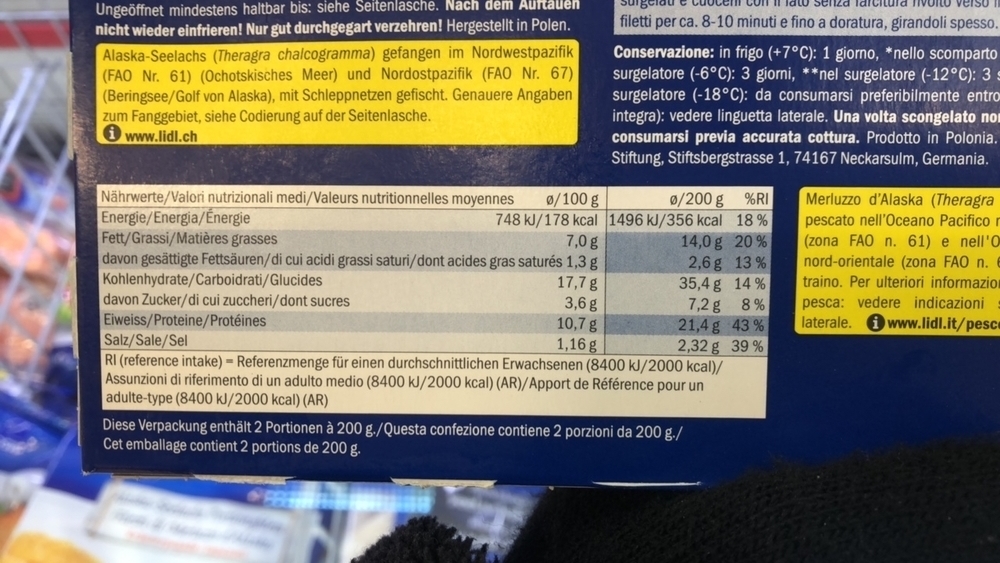 Ungeöffnet mindestens haltbar bis: siehe Seitenlasche. Nach dem Auftauen
nicht wieder einfrieren! Nur gut durchgegart verzehren! Hergestellt in Polen.
Alaska-Seelachs (Theragra chalcogramma) gefangen im Nordwestpazifik
(FAO Nr. 61) (Ochotskisches Meer) und Nordostpazifik (FAO Nr. 67)
(Beringsee/Golf von Alaska), mit Schleppnetzen gefischt. Genauere Angaben
zum Fanggebiet, siehe Codierung auf der Seitenlasche.
i www.lidl.ch
filetti per ca. 8-10 minuti e fino a doratura, girandoli spesso.
Conservazione: in frigo (+7°C): 1 giorno, *nello scomparto
surgelatore (-6°C): 3 giorni, **nel surgelatore (-12°C): 3
surgelatore (-18°C): da consumarsi preferibilmente entro
integra): vedere linguetta laterale. Una volta scongelato
consumarsi previa accurata cottura. Prodotto in Polonia.
Stiftung, Stiftsbergstrasse 1, 74167 Neckarsulm, Germania.
Nährwerte/Valori nutrizionali medi/Valeurs nutritionnelles moyennes ø/100 g ø/200 g %RI
Energie/Energia/Énergie 748 kJ/178 kcal 1496 kJ/356 kcal 18 %
Fett/Grassi/Matières grasses 7,0 g 14,0 g 20 %
davon gesättigte Fettsäuren/di cui acidi grassi saturi/dont acides gras saturés 1,3 g 2,6 g 13 %
Kohlenhydrate/Carboidrati/Glucides 17,7 g 35,4 g 14 %
davon Zucker/di cui zuccheri/dont sucres 3,6 g 7,2 g 8 %
Eiweiss/Proteine/Protéines 10,7 g 21,4 g 43 %
Salz/Sale/Sel 1,16 g 2,32 g 39 %
RI (reference intake) = Referenzmenge für einen durchschnittlichen Erwachsenen (8400 kJ/2000 kcal)/
Assunzioni di riferimento di un adulto medio (8400 kJ/2000 kcal) (AR)/Apport de Référence pour un
adulte-type (8400 kJ/2000 kcal) (AR)
Diese Verpackung enthält 2 Portionen à 200 g./Questa confezione contiene 2 porzioni da 200 g./
Cet emballage contient 2 portions de 200 g.
Merluzzo d'Alaska (Theragra
pescato nell'Oceano Pacifico
(zona FAO n. 61) e nell'O
nord-orientale (zona FAO n.
traino. Per ulteriori informazio
pesca: vedere indicazioni
laterale. i www.lidl.it/pesc